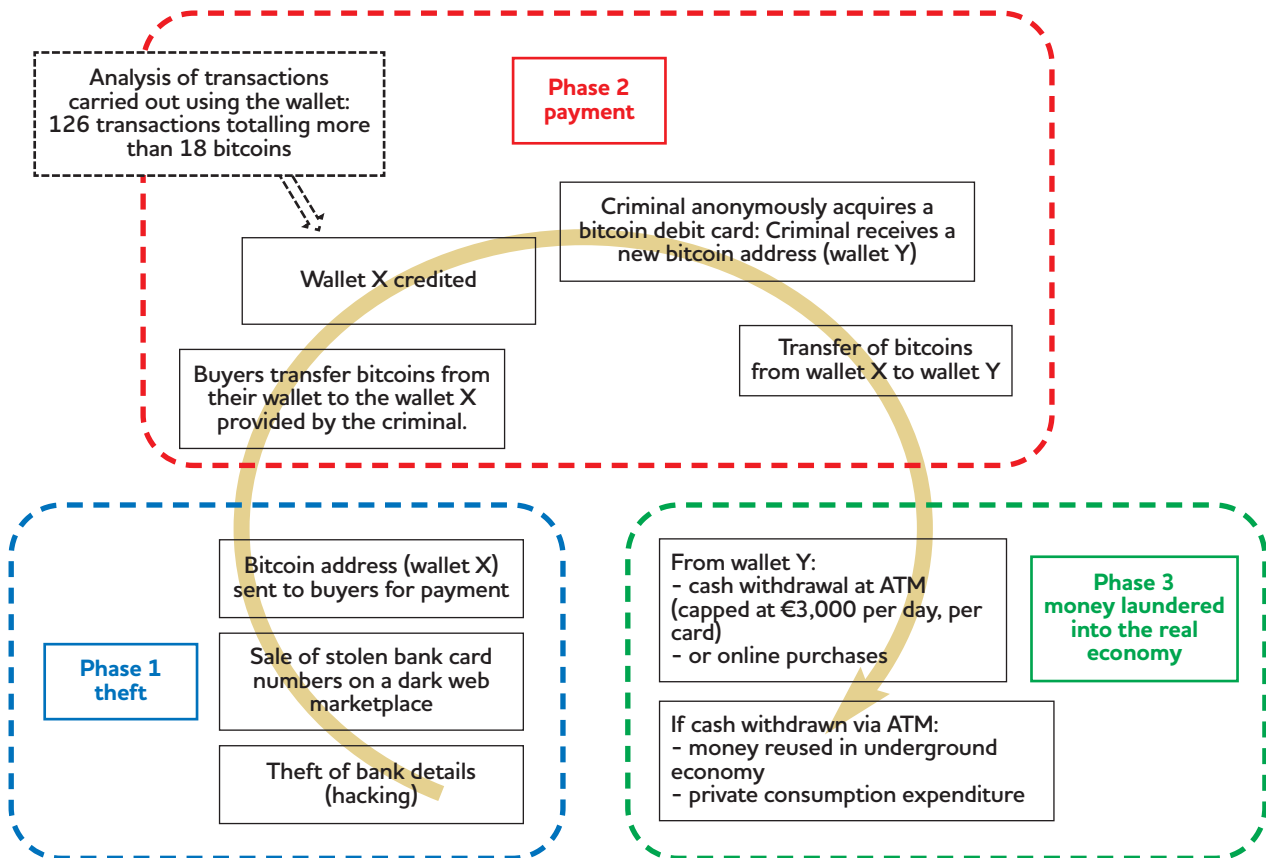 Analysis of transactions
carried out using the wallet:
126 transactions totalling more
than 18 bitcoins
Phase 2
payment
Criminal anonymously acquires a
bitcoin debit card: Criminal receives a
new bitcoin address (wallet Y)
Wallet X credited
Transfer of bitcoins
from wallet X to wallet Y
Buyers transfer bitcoins from
their wallet to the wallet X
provided by the criminal.
Bitcoin address (wallet X)
sent to buyers for payment
Phase 1
theft
Sale of stolen bank card
numbers on a dark web
marketplace
Theft of bank details
(hacking)
From wallet Y:
- cash withdrawal at ATM
(capped at €3,000 per day, per
card)
- or online purchases
Phase 3
money laundered
into the real
economy
If cash withdrawn via ATM:
- money reused in underground
economy
- private consumption expenditure